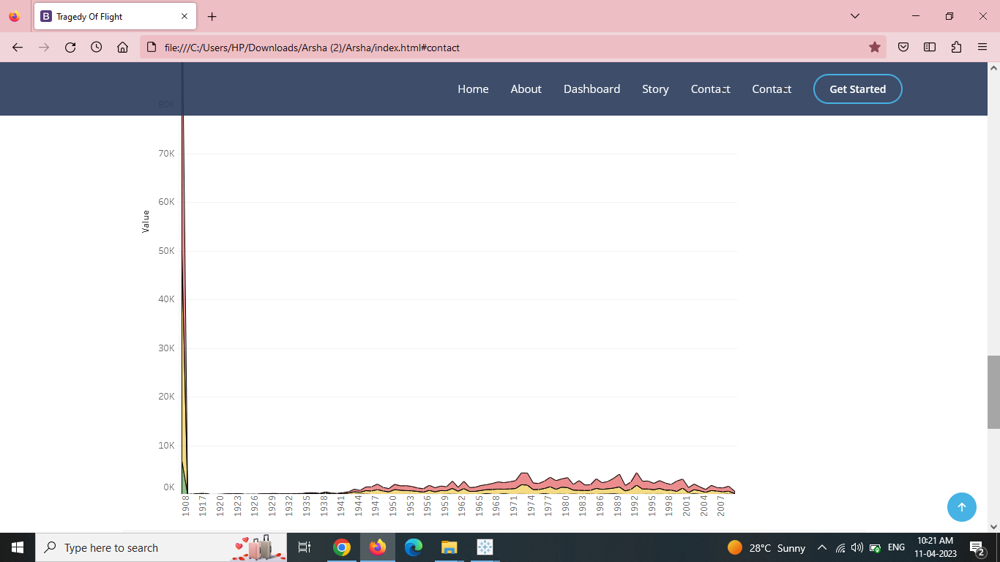 Tragedy Of Flight
file:///C:/Users/HP/Downloads/Arsha (2)/Arsha/index.html#contact
Home About Dashboard Story Contact Contact Get Started
80K
70K
60K
Value
50K
40K
30K
20K
10K
0K
1908 1917 1920 1923 1926 1929 1932 1935 1938 1941 1944 1947 1950 1953 1956 1959 1962 1965 1968 1971 1974 1977 1980 1983 1986 1989 1992 1995 1998 2001 2004 2007
Type here to search
28°C Sunny
ENG
10:21 AM
11-04-2023
2